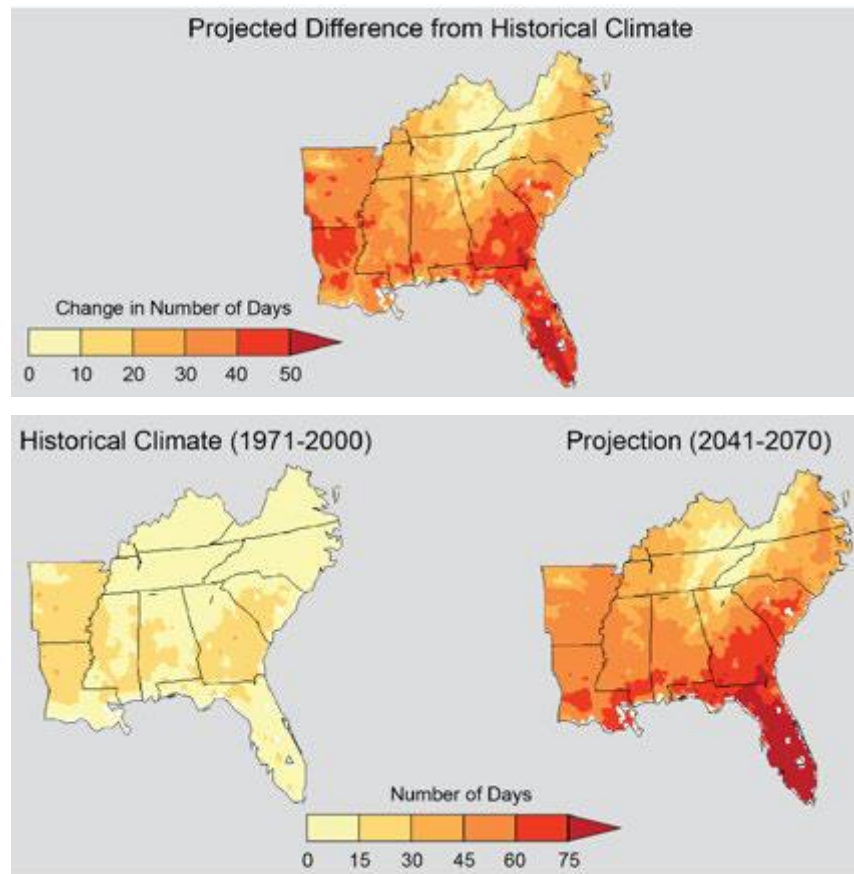 Projected Difference from Historical Climate
Change in Number of Days
0 10 20 30 40 50
Historical Climate (1971-2000)
Projection (2041-2070)
Number of Days
0 15 30 45 60 75